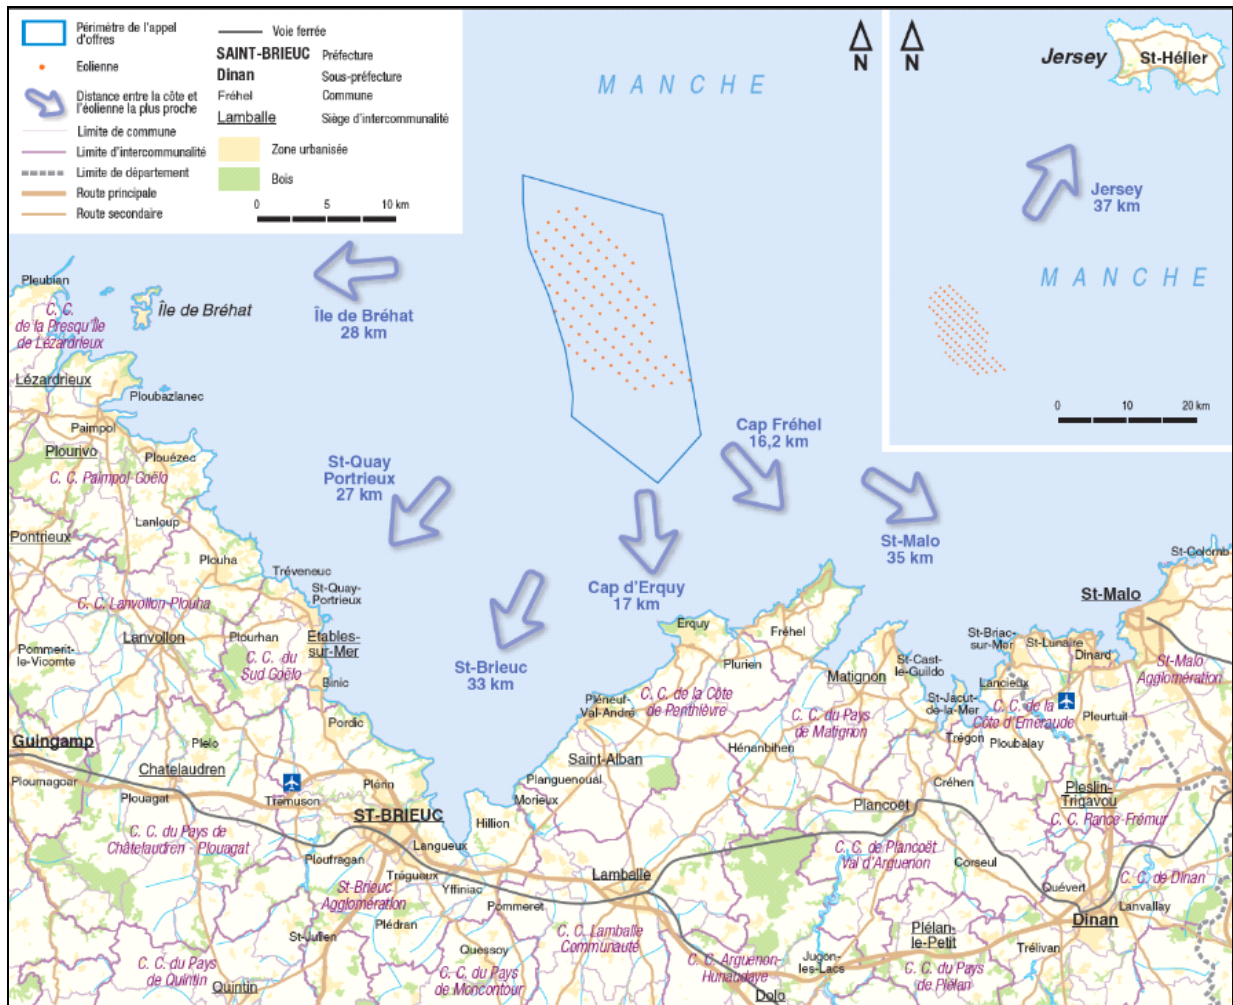 Périmètre de l'appel
d'offres
Eolienne
Distance entre la côte et
l'éolienne la plus proche
Limite de commune
Limite d'intercommunalité
Limite de département
Route principale
Route secondaire
Voie ferrée
SAINT-BRIEUC Préfecture
Dinan Sous-préfecture
Fréhel Commune
Lamballe Siège d'intercommunalité
Zone urbanisée
Bois
0 5 10 km
MANCHE
N
N
Jersey
St-Hélier
Jersey
37 km
MANCHE
0 10 20 km
Île de Bréhat
28 km
St-Quay
Portrieux
27 km
St-Brieuc
33 km
Cap d'Erquy
17 km
Cap Fréhel
16,2 km
St-Malo
35 km
Pleubian
Île de Bréhat
C. C.
de la Presqu'Île
de Lézardrieux
Lézardrieux
Ploubazlanec
Paimpol
Plourivo
Plouézec
C. C. Paimpol-Goëlo
Lanloup
Pontrieux
Plouha
Tréveneuc
St-Quay-
Portrieux
C. C. Lanvollon-Plouha
Lanvollon
Plourhan
Etables-
sur-Mer
Pommerit-
le-Vicomte
C. C. du
Sud Goëlo
Binic
Pordic
Guingamp
Plelo
Chatelaudren
Ploumagoar
Plouagat
Tremuson
Plérin
ST-BRIEUC
C. C. du Pays de
Châtelaudren - Plouagat
Ploufragan
Langueux
Trégueux
Yffiniac
St-Brieuc
Agglomération
Plédran
St-Julien
C. C. du Pays
de Quintin
Quintin
Quessoy
C. C. du Pays
de Moncontour
Hillion
Morieux
Planguenoual
Pommeret
Lamballe
C. C. Lamballe
Communauté
Saint-Alban
Pléneuf-
Val-André
Erquy
Plurien
Fréhel
C. C. de la Côte
de Penthièvre
Hénanbihen
Matignon
C. C. du Pays
de Matignon
St-Cast-
le-Guildo
St-Jacut-
de-la-Mer
St-Briac-
sur-Mer
St-Lunaire
Dinard
Lancieux
St-Malo
St-Colomb
St-Malo
Agglomération
C. C. de la
Côte d'Emeraude
Pleurtuit
Trégon
Ploubalay
Créhen
Plancoët
Pleslin-
Trigavou
C. C. Rance-Frémur
C. C. de Plancoët
Val d'Arguenon
Corseul
Quévert
C. C. de Dinan
Lanvallay
Dinan
Plélan-
le-Petit
Trélivan
Jugon-
les-Lacs
C. C. Arguenon-
Hunaudaye
Dolo
C. C. du Pays
de Plélan